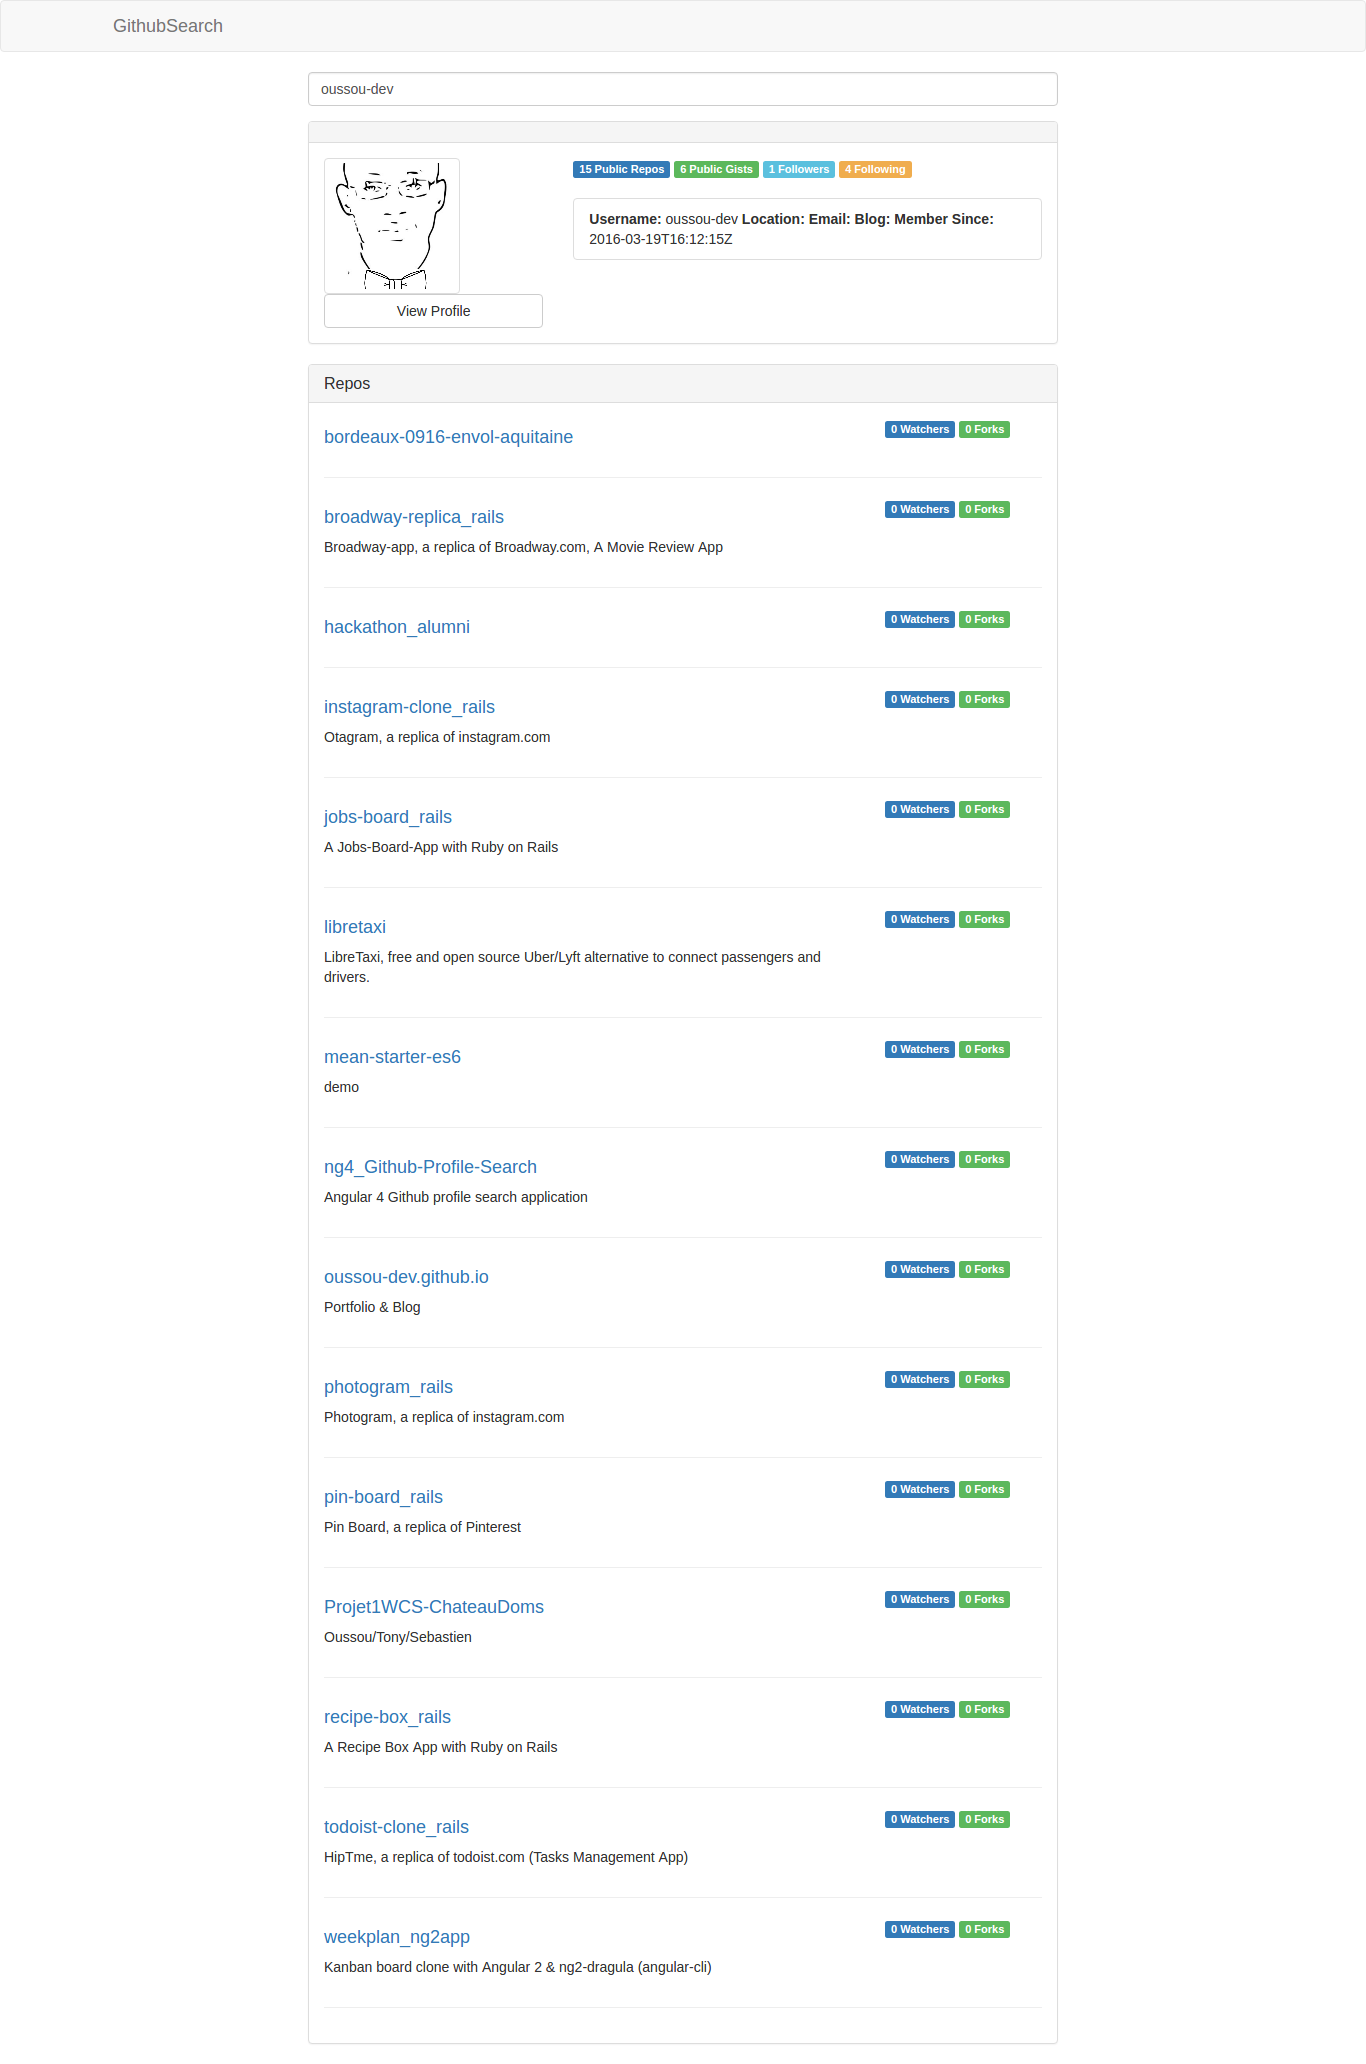 GithubSearch
oussou-dev
15 Public Repos 6 Public Gists 1 Followers 4 Following
Username: oussou-dev Location: Email: Blog: Member Since:
2016-03-19T16:12:15Z
View Profile
Repos
bordeaux-0916-envol-aquitaine
0 Watchers 0 Forks
broadway-replica_rails
0 Watchers 0 Forks
Broadway-app, a replica of Broadway.com, A Movie Review App
hackathon_alumni
0 Watchers 0 Forks
instagram-clone_rails
0 Watchers 0 Forks
Otagram, a replica of instagram.com
jobs-board_rails
0 Watchers 0 Forks
A Jobs-Board-App with Ruby on Rails
libretaxi
0 Watchers 0 Forks
LibreTaxi, free and open source Uber/Lyft alternative to connect passengers and
drivers.
mean-starter-es6
0 Watchers 0 Forks
demo
ng4_Github-Profile-Search
0 Watchers 0 Forks
Angular 4 Github profile search application
oussou-dev.github.io
0 Watchers 0 Forks
Portfolio & Blog
photogram_rails
0 Watchers 0 Forks
Photogram, a replica of instagram.com
pin-board_rails
0 Watchers 0 Forks
Pin Board, a replica of Pinterest
Projet1WCS-ChateauDoms
0 Watchers 0 Forks
Oussou/Tony/Sebastien
recipe-box_rails
0 Watchers 0 Forks
A Recipe Box App with Ruby on Rails
todoist-clone_rails
0 Watchers 0 Forks
HipTme, a replica of todoist.com (Tasks Management App)
weekplan_ng2app
0 Watchers 0 Forks
Kanban board clone with Angular 2 & ng2-dragula (angular-cli)